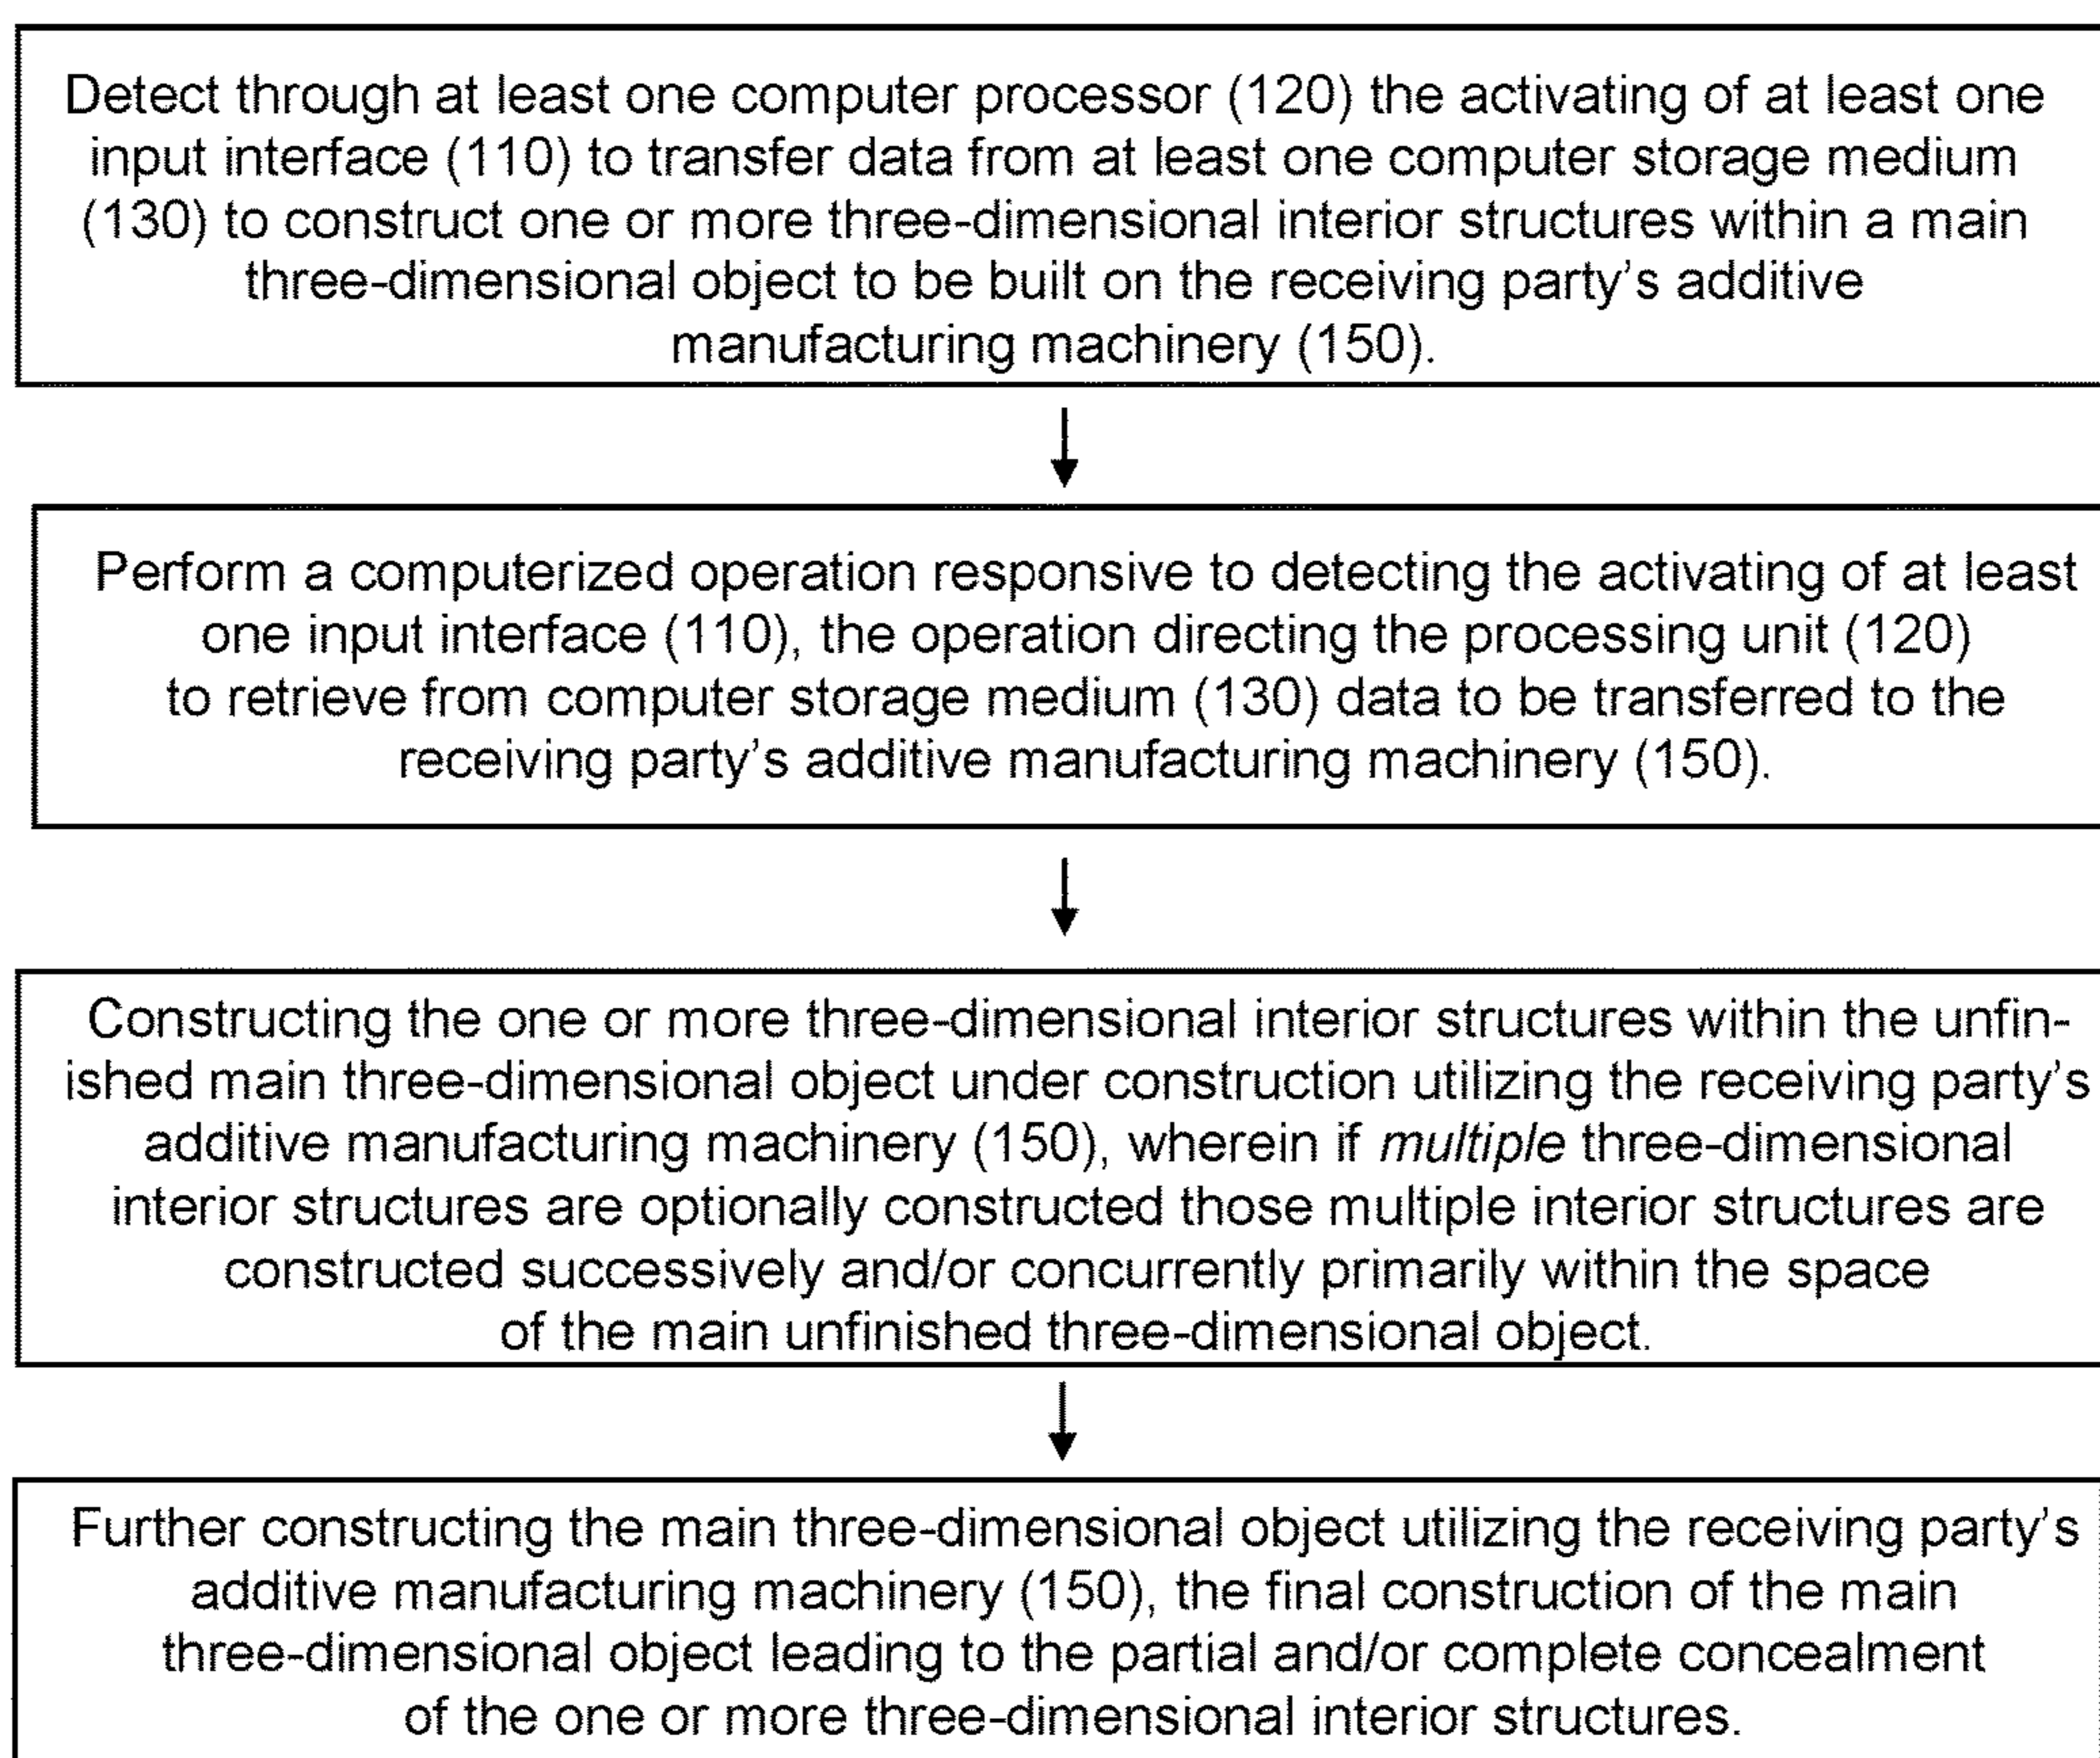 Detect through at least one computer processor (120) the activating of at least one
input interface (110) to transfer data from at least one computer storage medium
(130) to construct one or more three-dimensional interior structures within a main
three-dimensional object to be built on the receiving party's additive
manufacturing machinery (150).
Perform a computerized operation responsive to detecting the activating of at least
one input interface (110), the operation directing the processing unit (120)
to retrieve from computer storage medium (130) data to be transferred to the
receiving party's additive manufacturing machinery (150).
Constructing the one or more three-dimensional interior structures within the unfin-
ished main three-dimensional object under construction utilizing the receiving party's
additive manufacturing machinery (150), wherein if multiple three-dimensional
interior structures are optionally constructed those multiple interior structures are
constructed successively and/or concurrently primarily within the space
of the main unfinished three-dimensional object.
Further constructing the main three-dimensional object utilizing the receiving party's
additive manufacturing machinery (150), the final construction of the main
three-dimensional object leading to the partial and/or complete concealment
of the one or more three-dimensional interior structures.